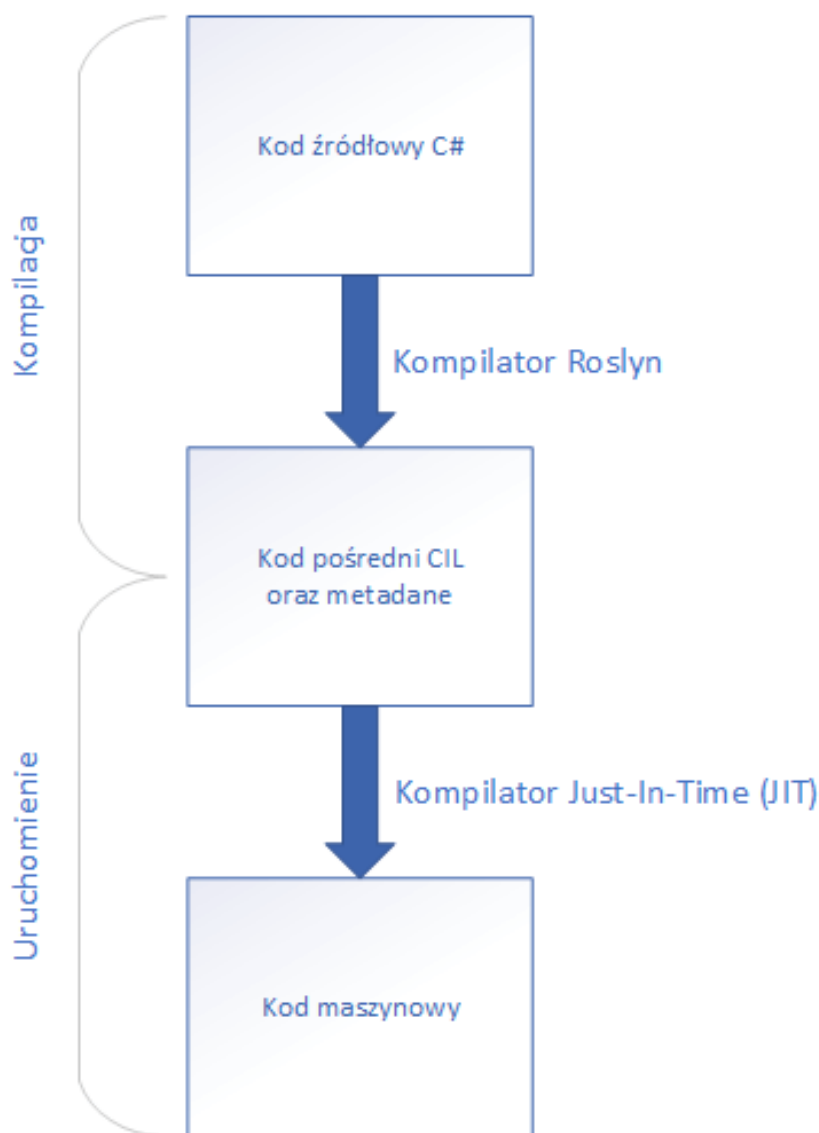 Kod źródłowy C#
Kompilacja
Kompilator Roslyn
Kod pośredni CIL
oraz metadane
Kompilator Just-In-Time (JIT)
Uruchomienie
Kod maszynowy